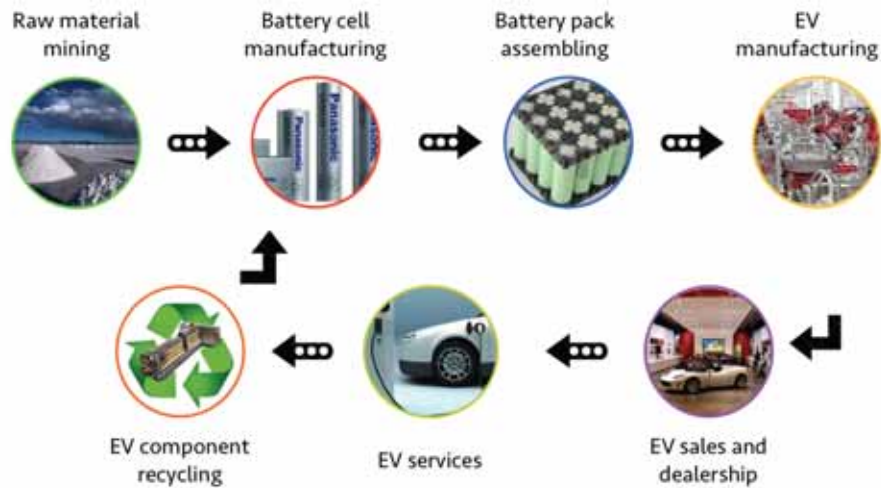 Raw material
mining
Battery cell
manufacturing
Battery pack
assembling
EV
manufacturing
Panasonic
Panasonic
EV component
recycling
EV services
EV sales and
dealership